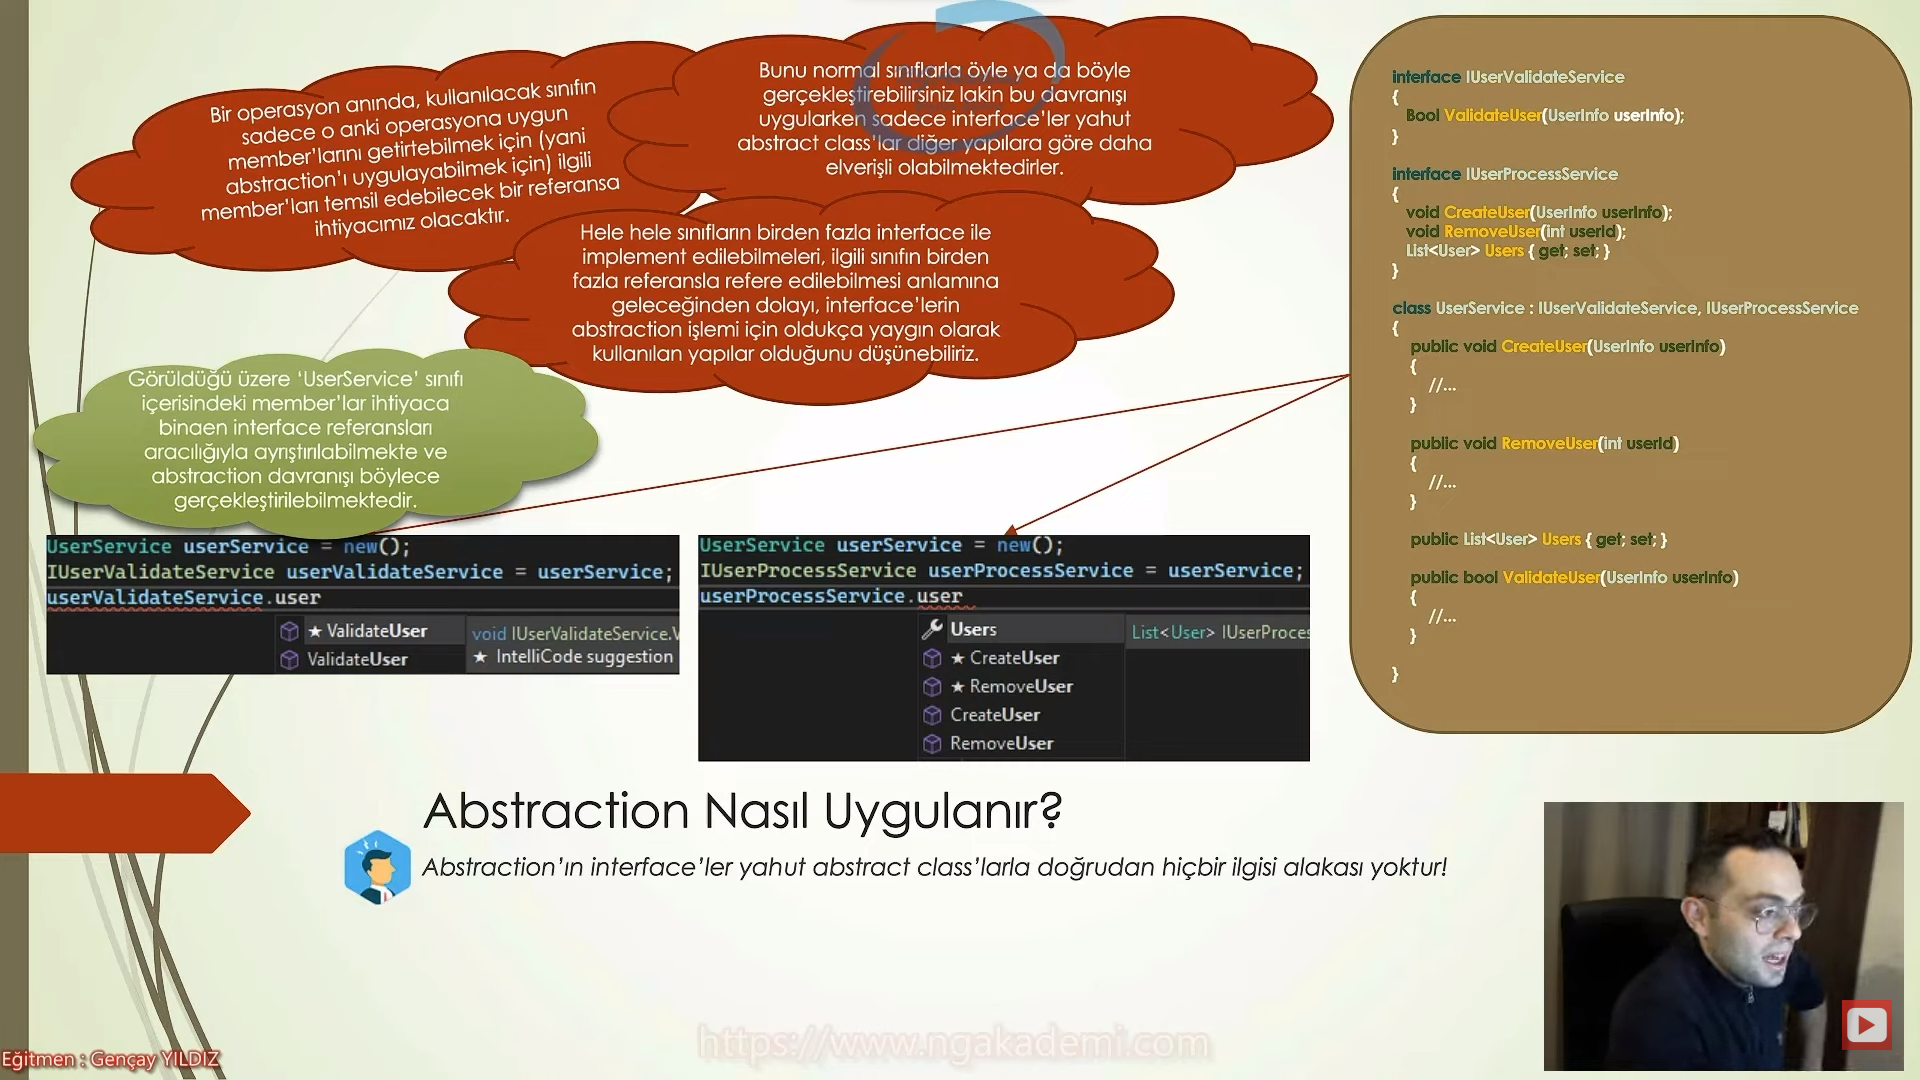 Bir operasyon anında, kullanılacak sınıfın
sadece o anki operasyona uygun
member'larını getirtebilmek için (yani
abstraction'ı uygulayabilmek için) ilgili
member'ları temsil edebilecek bir referansa
ihtiyacımız olacaktır.
Bunu normal sınıflarla öyle ya da böyle
gerçekleştirebilirsiniz lakin bu davranışı
uygularken sadece interface'ler yahut
abstract class'lar diğer yapılara göre daha
elverişli olabilmektedirler.
Hele hele sınıfların birden fazla interface ile
implement edilebilmeleri, ilgili sınıfın birden
fazla referansla refere edilebilmesi anlamına
geleceğinden dolayı, interface'lerin
abstraction işlemi için oldukça yaygın olarak
kullanılan yapılar olduğunu düşünebiliriz.
Görüldüğü üzere 'UserService' sınıfı
içerisindeki member'lar ihtiyaca
binaen interface referansları
aracılığıyla ayrıştırılabilmekte ve
abstraction davranışı böylece
gerçekleştirilebilmektedir.
interface IUserValidateService
{
Bool ValidateUser(UserInfo userInfo);
}
interface IUserProcessService
{
void CreateUser(UserInfo userInfo);
void RemoveUser(int userId);
List<User> Users { get; set; }
}
class UserService : IUserValidateService, IUserProcessService
{
public void CreateUser(UserInfo userInfo)
{
//...
}
public void RemoveUser(int userId)
{
//...
}
public List<User> Users { get; set; }
public bool ValidateUser(UserInfo userInfo)
{
//...
}
}
UserService userService = new();
IUserValidateService userValidateService = userService;
userValidateService.user
★ ValidateUser
void IUserValidateService.V
ValidateUser
★ IntelliCode suggestion
UserService userService = new();
IUserProcessService userProcessService = userService;
userProcessService.user
Users
List<User> IUserProces
★ CreateUser
★ RemoveUser
CreateUser
RemoveUser
Abstraction Nasıl Uygulanır?
Abstraction'ın interface'ler yahut abstract class'larla doğrudan hiçbir ilgisi alakası yoktur!
https://www.ngakademi.com
Eğitmen : Gençay YILDIZ